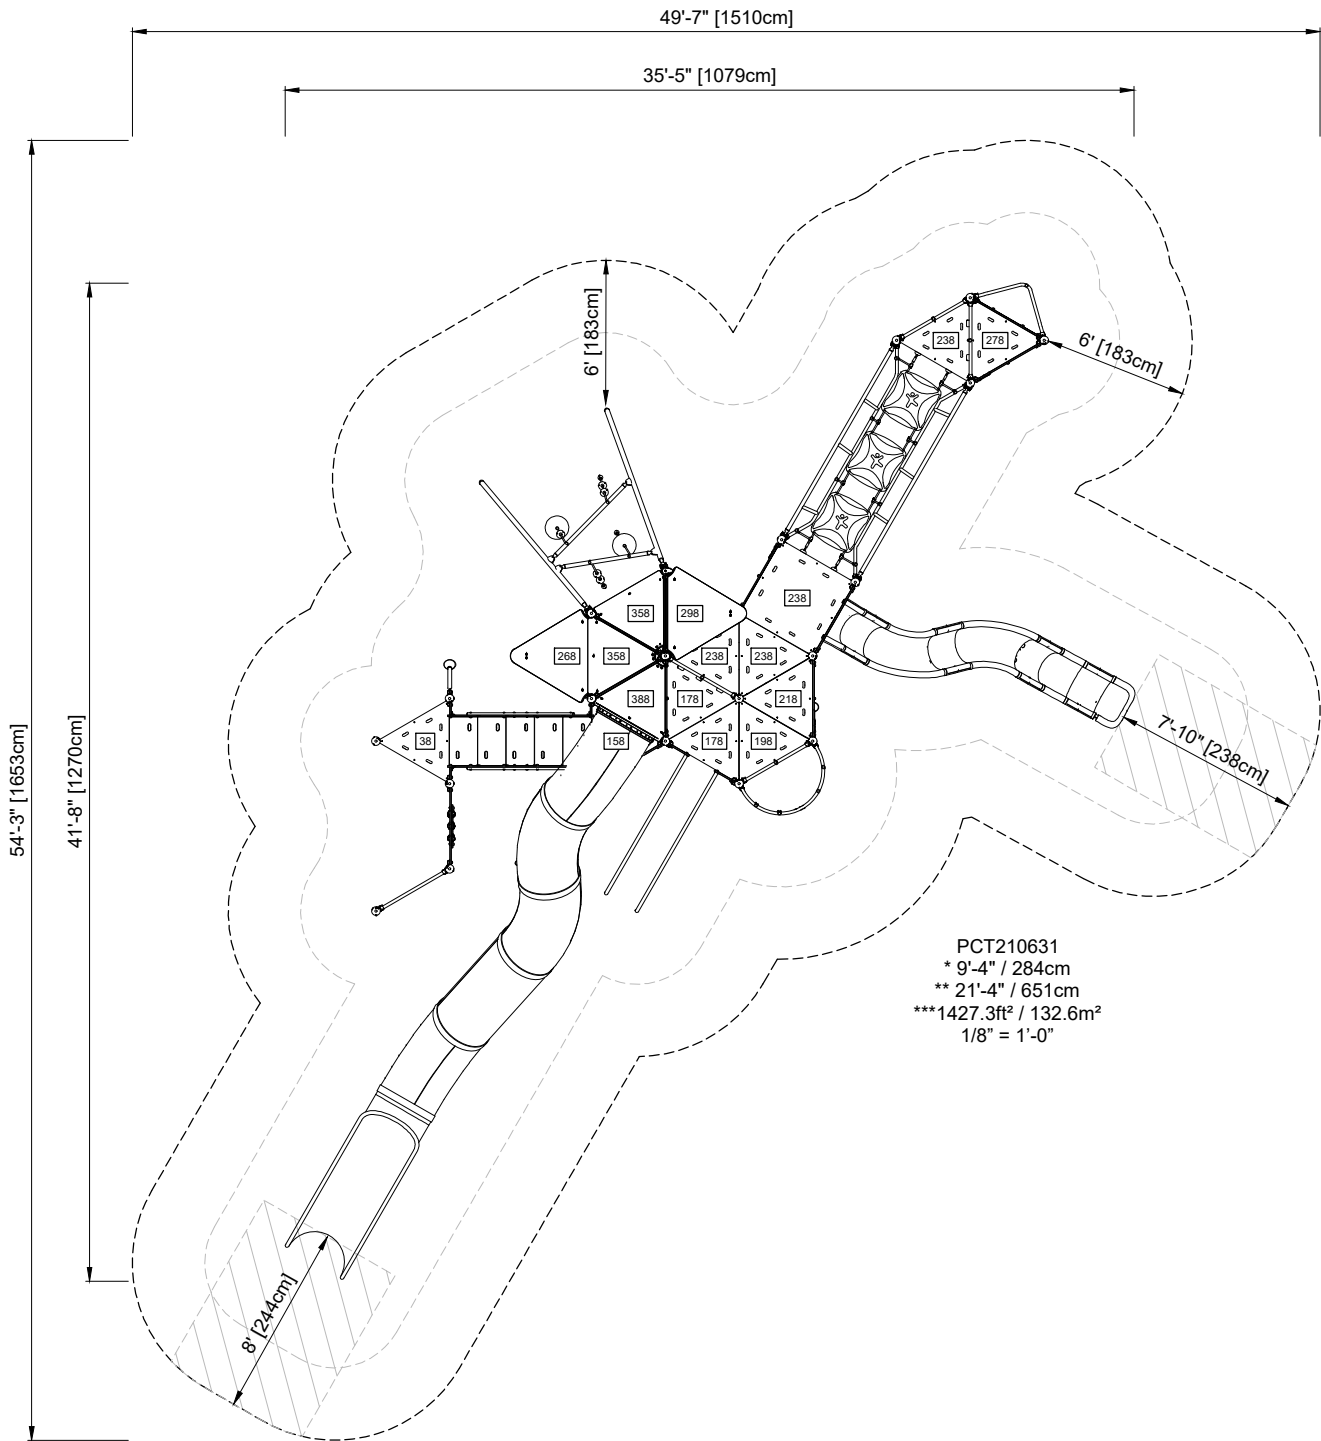 49'-7" [1510cm]
35'-5" [1079cm]
54'-3" [1653cm]
41'-8" [1270cm]
6' [183cm]
6' [183cm]
238 278
238
358 298
268 358 238 238
388 178 218
38 158 178 198
7'-10" [238cm]
PCT210631
* 9'-4" / 284cm
** 21'-4" / 651cm
***1427.3ft² / 132.6m²
1/8” = 1’-0”
8' [244cm]